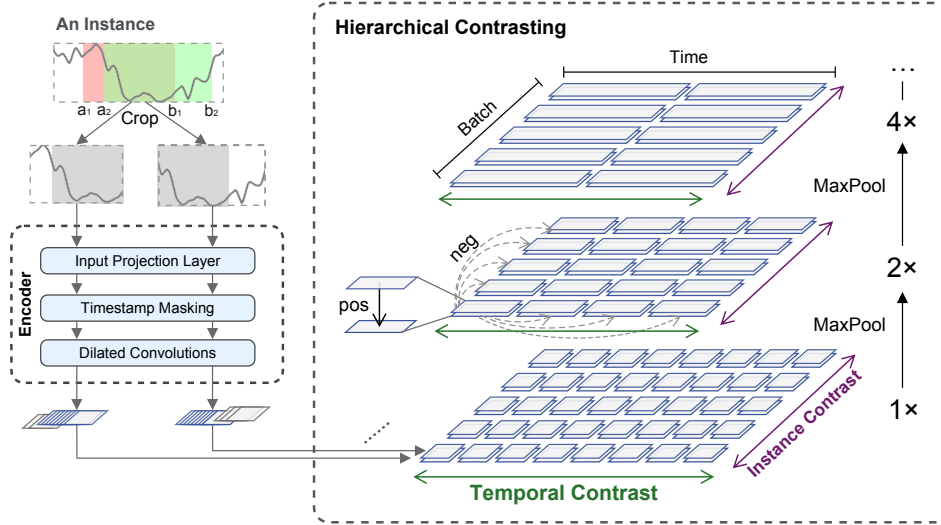 An Instance
a₁ a₂ b₁ b₂
Crop
Encoder
Input Projection Layer
Timestamp Masking
Dilated Convolutions
Hierarchical Contrasting
Time
Batch
...
4×
MaxPool
neg
2×
pos
MaxPool
1×
Instance Contrast
Temporal Contrast